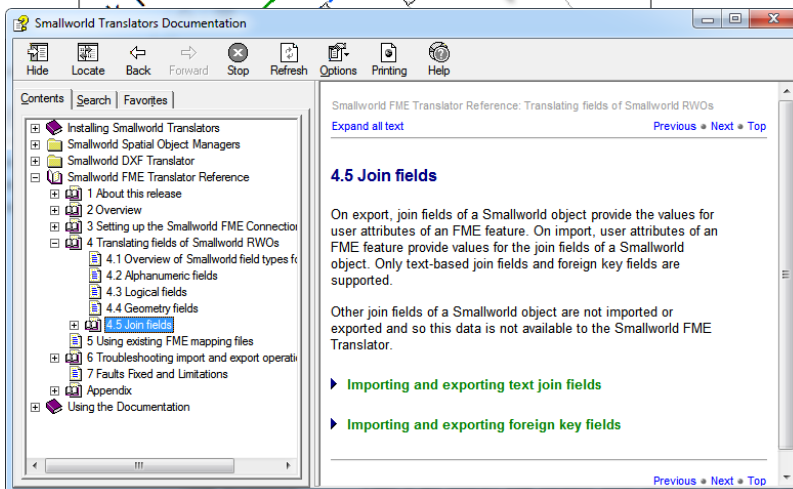 Smallworld Translators Documentation
Hide Locate Back Forward Stop Refresh Options Printing Help
Contents Search Favorites
Installing Smallworld Translators
Smallworld Spatial Object Managers
Smallworld DXF Translator
Smallworld FME Translator Reference
1 About this release
2 Overview
3 Setting up the Smallworld FME Connection
4 Translating fields of Smallworld RWOs
4.1 Overview of Smallworld field types fo
4.2 Alphanumeric fields
4.3 Logical fields
4.4 Geometry fields
4.5 Join fields
5 Using existing FME mapping files
6 Troubleshooting import and export operati
7 Faults Fixed and Limitations
Appendix
Using the Documentation
Smallworld FME Translator Reference: Translating fields of Smallworld RWOs
Expand all text Previous Next Top
4.5 Join fields
On export, join fields of a Smallworld object provide the values for
user attributes of an FME feature. On import, user attributes of an
FME feature provide values for the join fields of a Smallworld
object. Only text-based join fields and foreign key fields are
supported.
Other join fields of a Smallworld object are not imported or
exported and so this data is not available to the Smallworld FME
Translator.
Importing and exporting text join fields
Importing and exporting foreign key fields
Previous Next Top